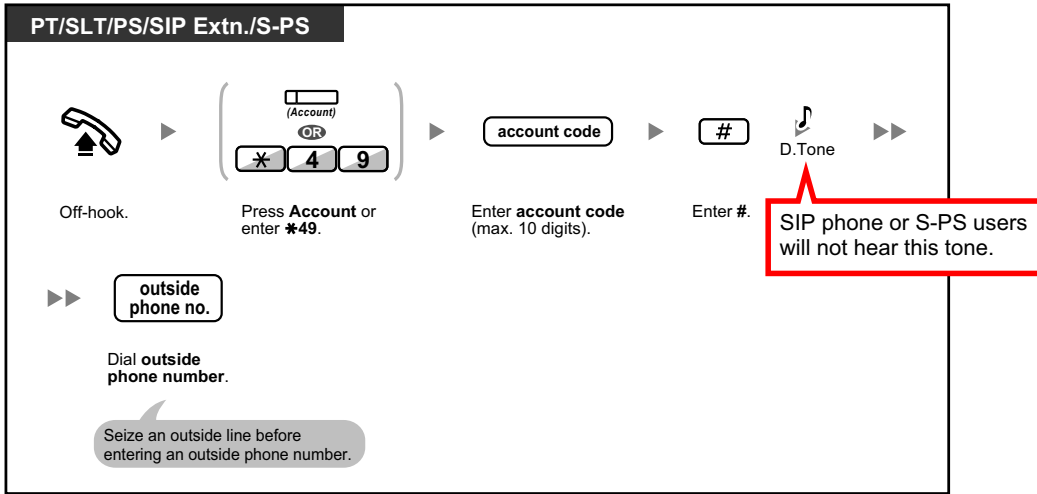 PT/SLT/PS/SIP Extn./S-PS
(Account)
OR
* 4 9
account code
#
D.Tone
Off-hook.
Press Account or
enter *49.
Enter account code
(max. 10 digits).
Enter #.
SIP phone or S-PS users
will not hear this tone.
outside
phone no.
Dial outside
phone number.
Seize an outside line before
entering an outside phone number.